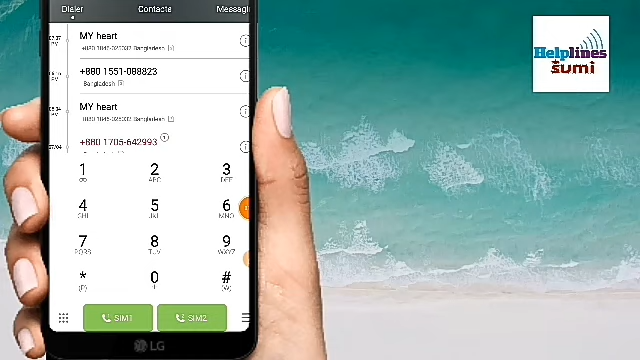 Dialer Contacts Messagi
MY heart
Bangladesh
+880 1551-088823
Bangladesh
MY heart
Bangladesh
+880 1705-642993
27/04
1 2 3
ABC DEF
4 5 6
GHI JKL MNO
7 8 9
PQRS TUV WXYZ
* 0 #
(P) + (W)
SIM1 SIM2
LG
Helplines
Sumi